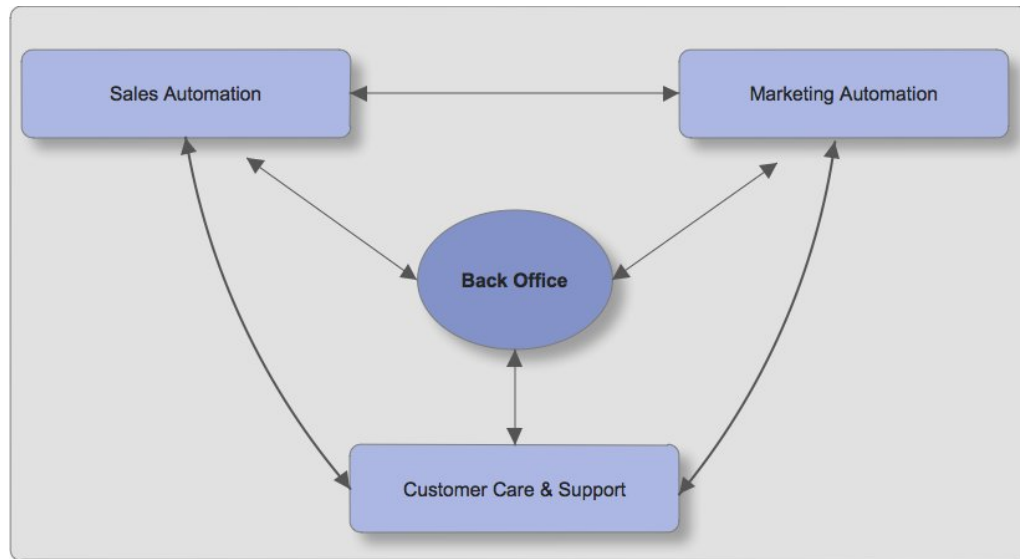 Sales Automation
Marketing Automation
Back Office
Customer Care & Support